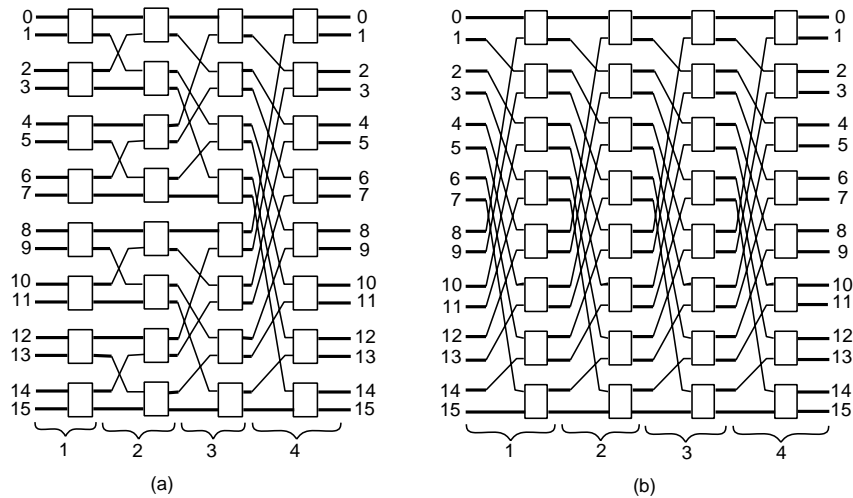 0 0 0 0
1 1 1 1
2 2 2 2
3 3 3 3
4 4 4 4
5 5 5 5
6 6 6 6
7 7 7 7
8 8 8 8
9 9 9 9
10 10 10 10
11 11 11 11
12 12 12 12
13 13 13 13
14 14 14 14
15 15 15 15
1 2 3 4 1 2 3 4
(a) (b)